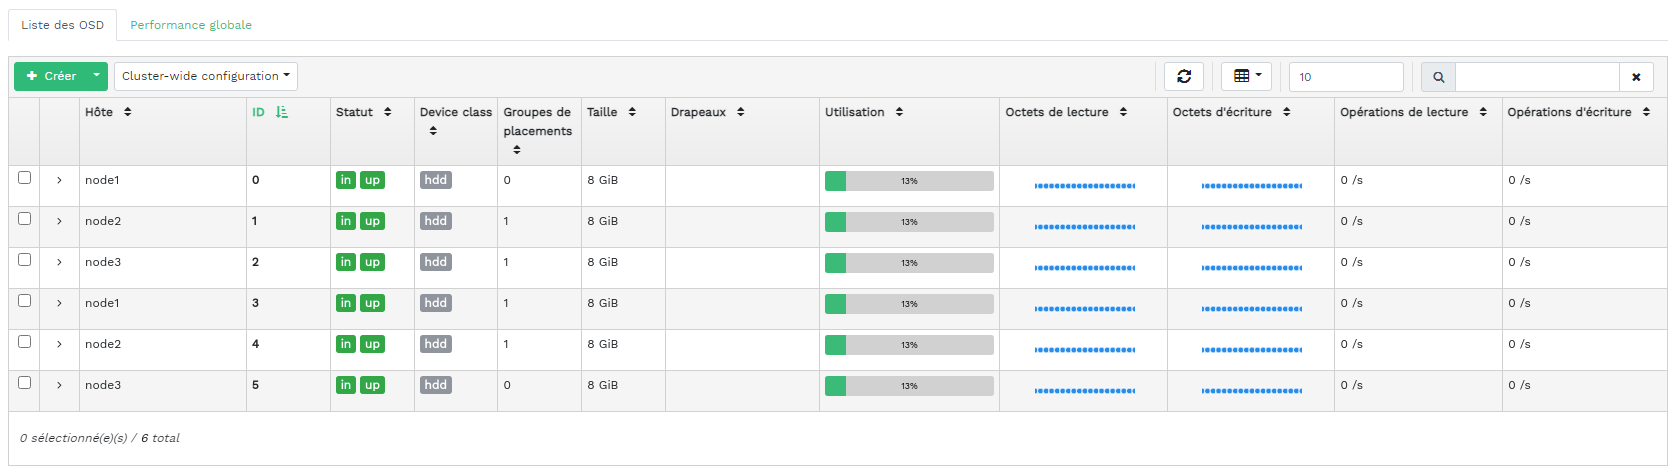 Liste des OSD Performance globale
Créer Cluster-wide configuration 10
Hôte ID Statut Device class Groupes de placements Taille Drapeaux Utilisation Octets de lecture Octets d'écriture Opérations de lecture Opérations d'écriture
node1 0 in up hdd 0 8 GiB 13% 0 /s 0 /s
node2 1 in up hdd 1 8 GiB 13% 0 /s 0 /s
node3 2 in up hdd 1 8 GiB 13% 0 /s 0 /s
node1 3 in up hdd 1 8 GiB 13% 0 /s 0 /s
node2 4 in up hdd 1 8 GiB 13% 0 /s 0 /s
node3 5 in up hdd 0 8 GiB 13% 0 /s 0 /s
0 sélectionné(e)(s) / 6 total